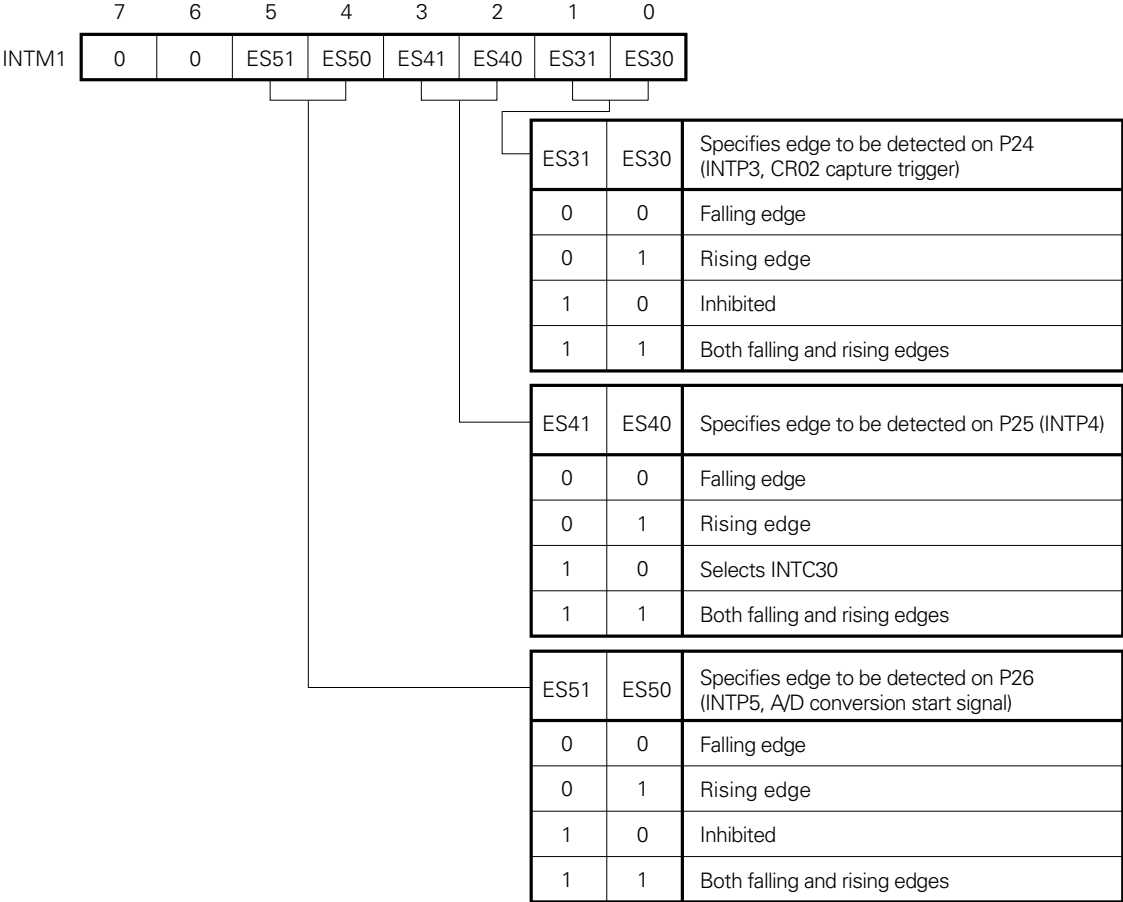 7 6 5 4 3 2 1 0
INTM1 0 0 ES51 ES50 ES41 ES40 ES31 ES30
ES31 ES30 Specifies edge to be detected on P24
(INTP3, CR02 capture trigger)
0 0 Falling edge
0 1 Rising edge
1 0 Inhibited
1 1 Both falling and rising edges
ES41 ES40 Specifies edge to be detected on P25 (INTP4)
0 0 Falling edge
0 1 Rising edge
1 0 Selects INTC30
1 1 Both falling and rising edges
ES51 ES50 Specifies edge to be detected on P26
(INTP5, A/D conversion start signal)
0 0 Falling edge
0 1 Rising edge
1 0 Inhibited
1 1 Both falling and rising edges